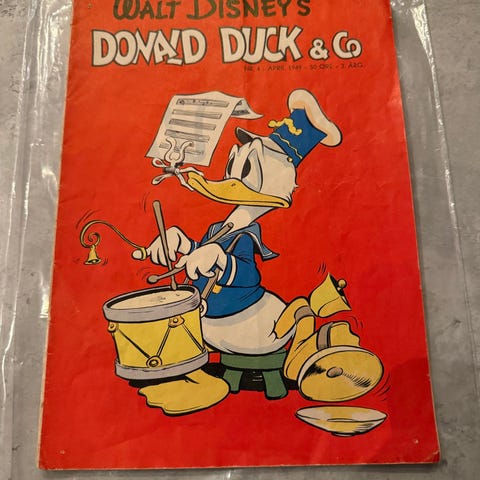 WALT DISNEY'S
DONALD DUCK & Co
NR. 4 - APRIL 1949 - 50 ØRE - 2. ÅRG.